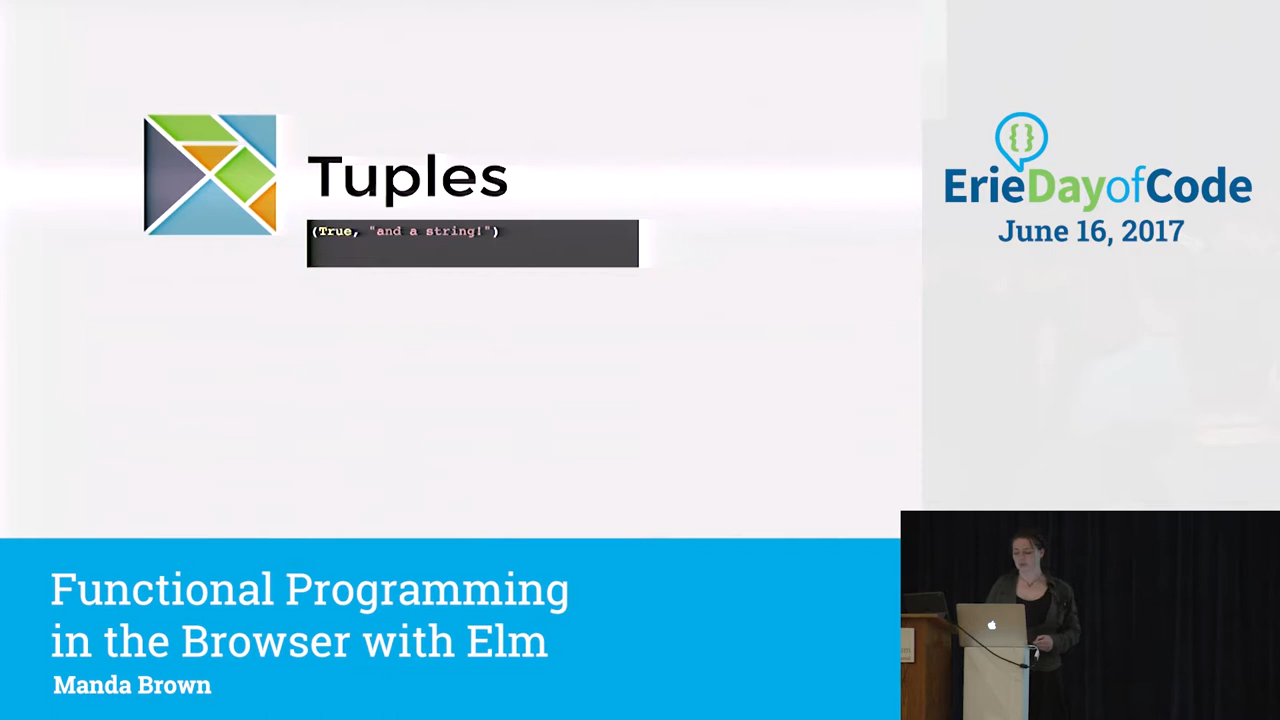 Tuples
(True, "and a string!")
{ }
ErieDayofCode
June 16, 2017
Functional Programming
in the Browser with Elm
Manda Brown